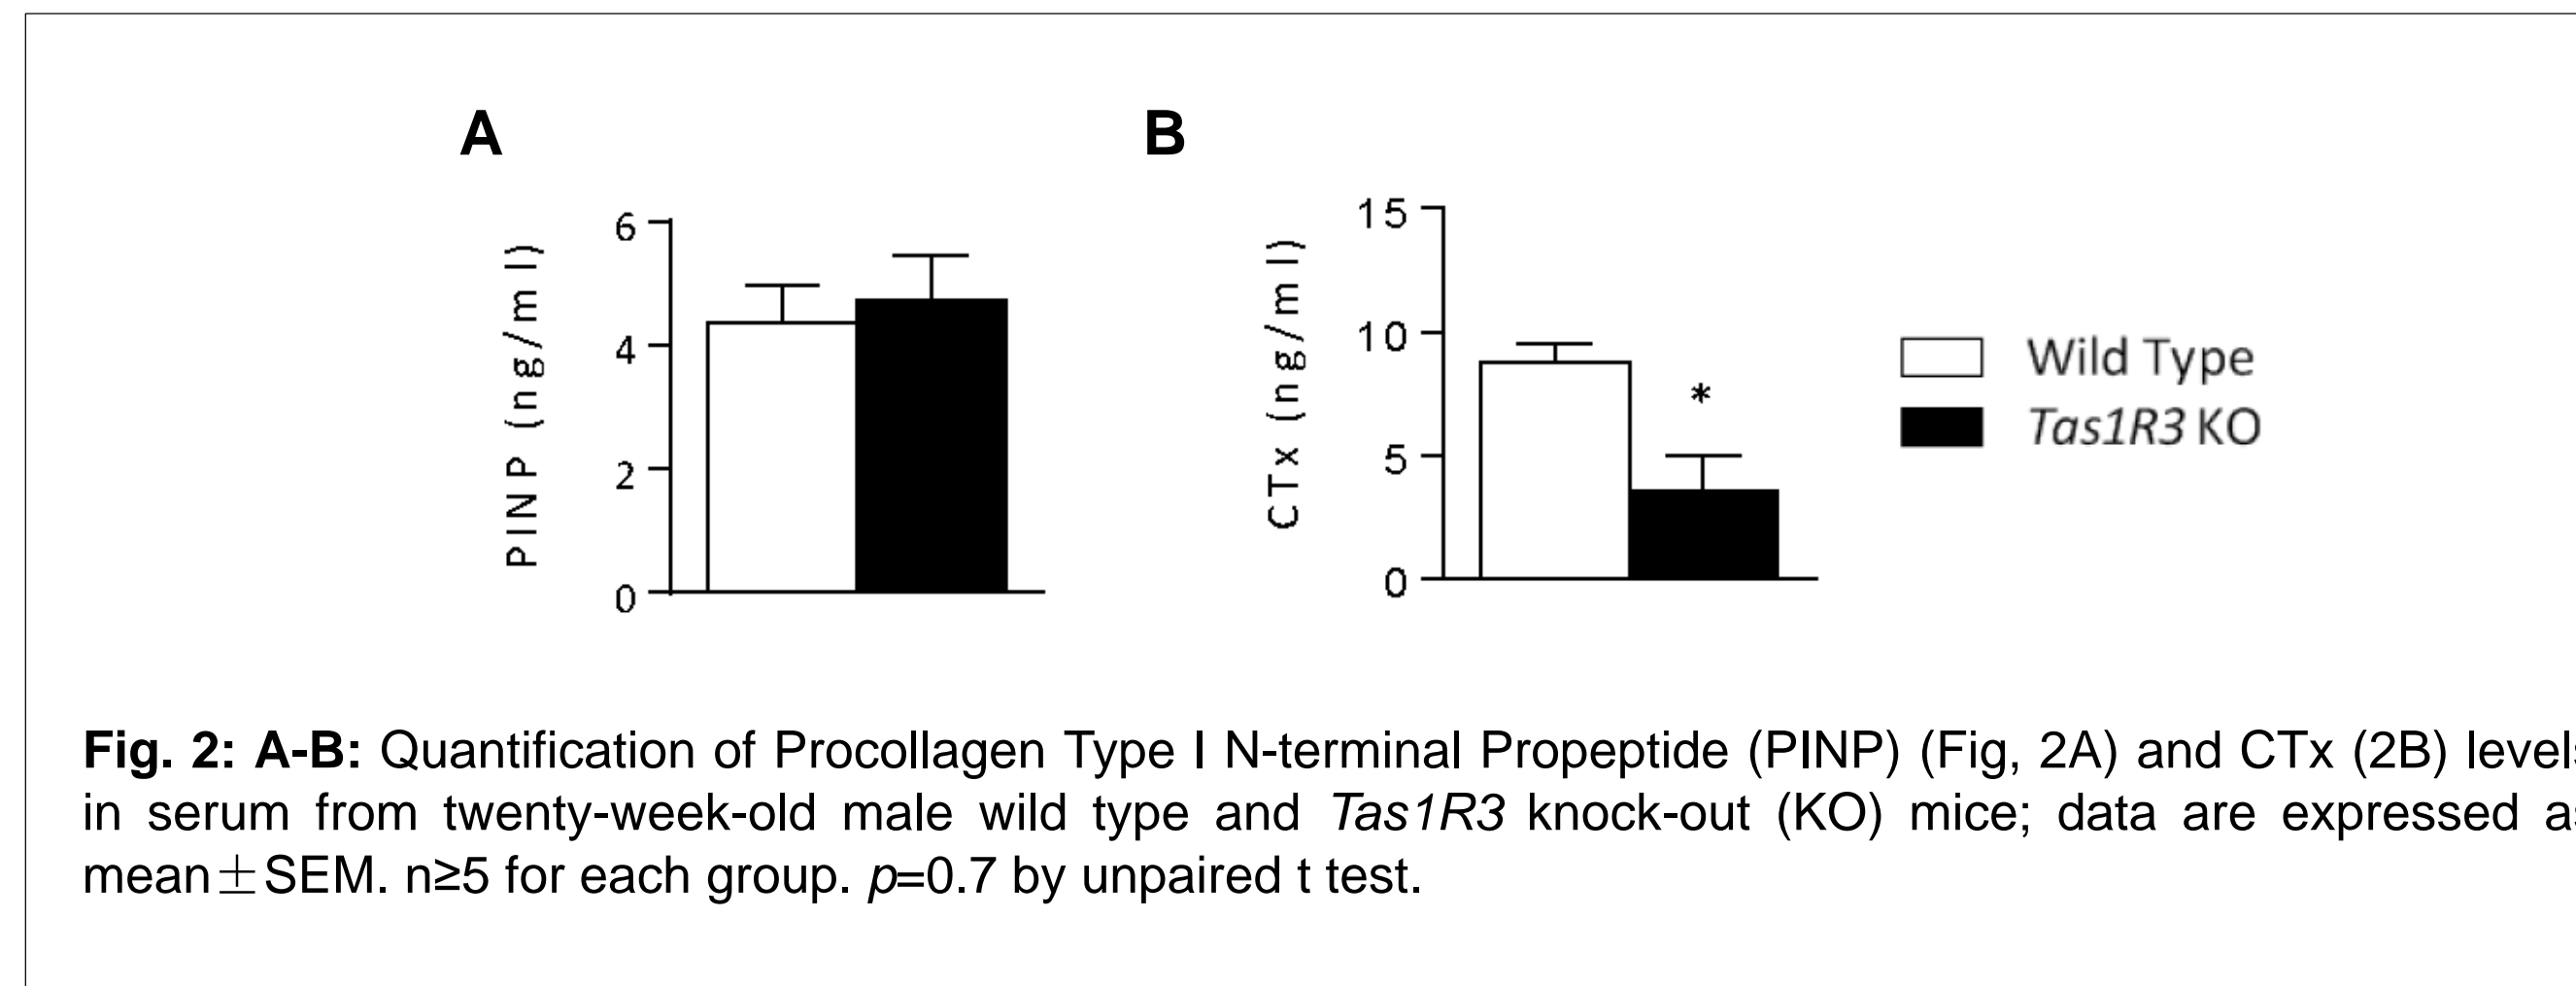 A
B
PINP (ng/ml)
6
4
2
0
CTx (ng/ml)
15
10
5
0
*
Wild Type
Tas1R3 KO
Fig. 2: A-B: Quantification of Procollagen Type I N-terminal Propeptide (PINP) (Fig, 2A) and CTx (2B) levels
in serum from twenty-week-old male wild type and Tas1R3 knock-out (KO) mice; data are expressed as
mean±SEM. n≥5 for each group. p=0.7 by unpaired t test.